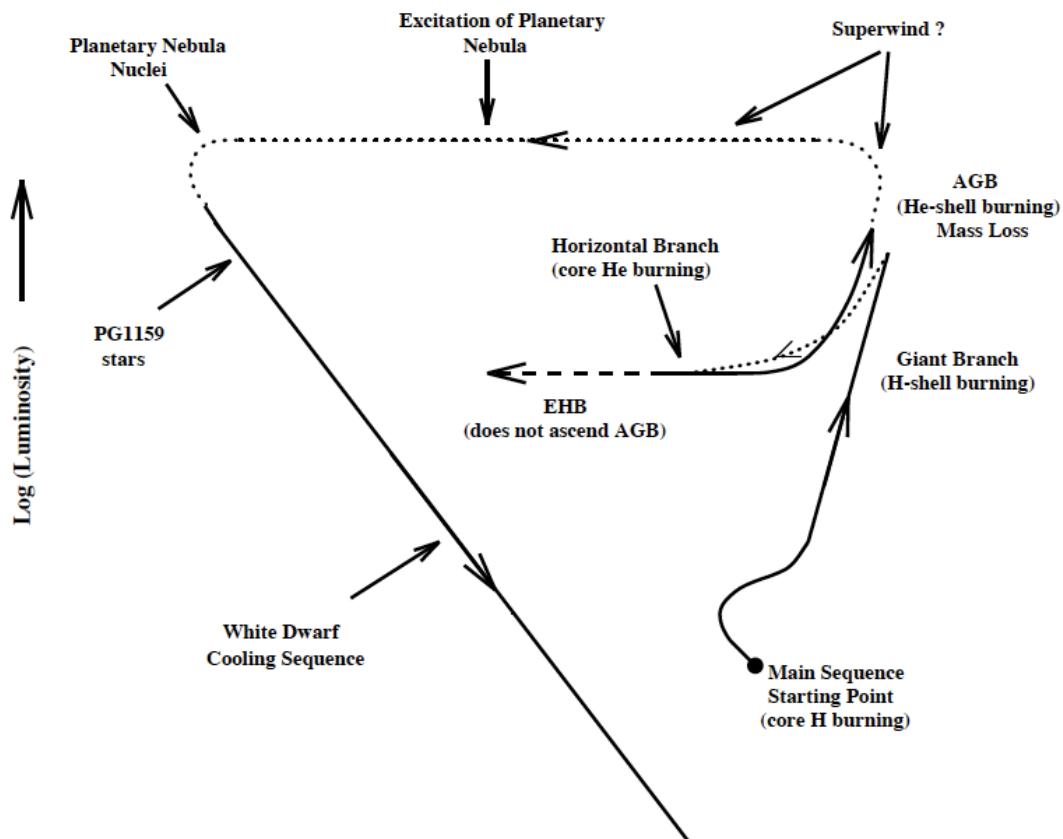 Excitation of Planetary
Nebula
Superwind ?
Planetary Nebula
Nuclei
AGB
(He-shell burning)
Mass Loss
Horizontal Branch
(core He burning)
PG1159
stars
Giant Branch
(H-shell burning)
EHB
(does not ascend AGB)
Log (Luminosity)
White Dwarf
Cooling Sequence
Main Sequence
Starting Point
(core H burning)